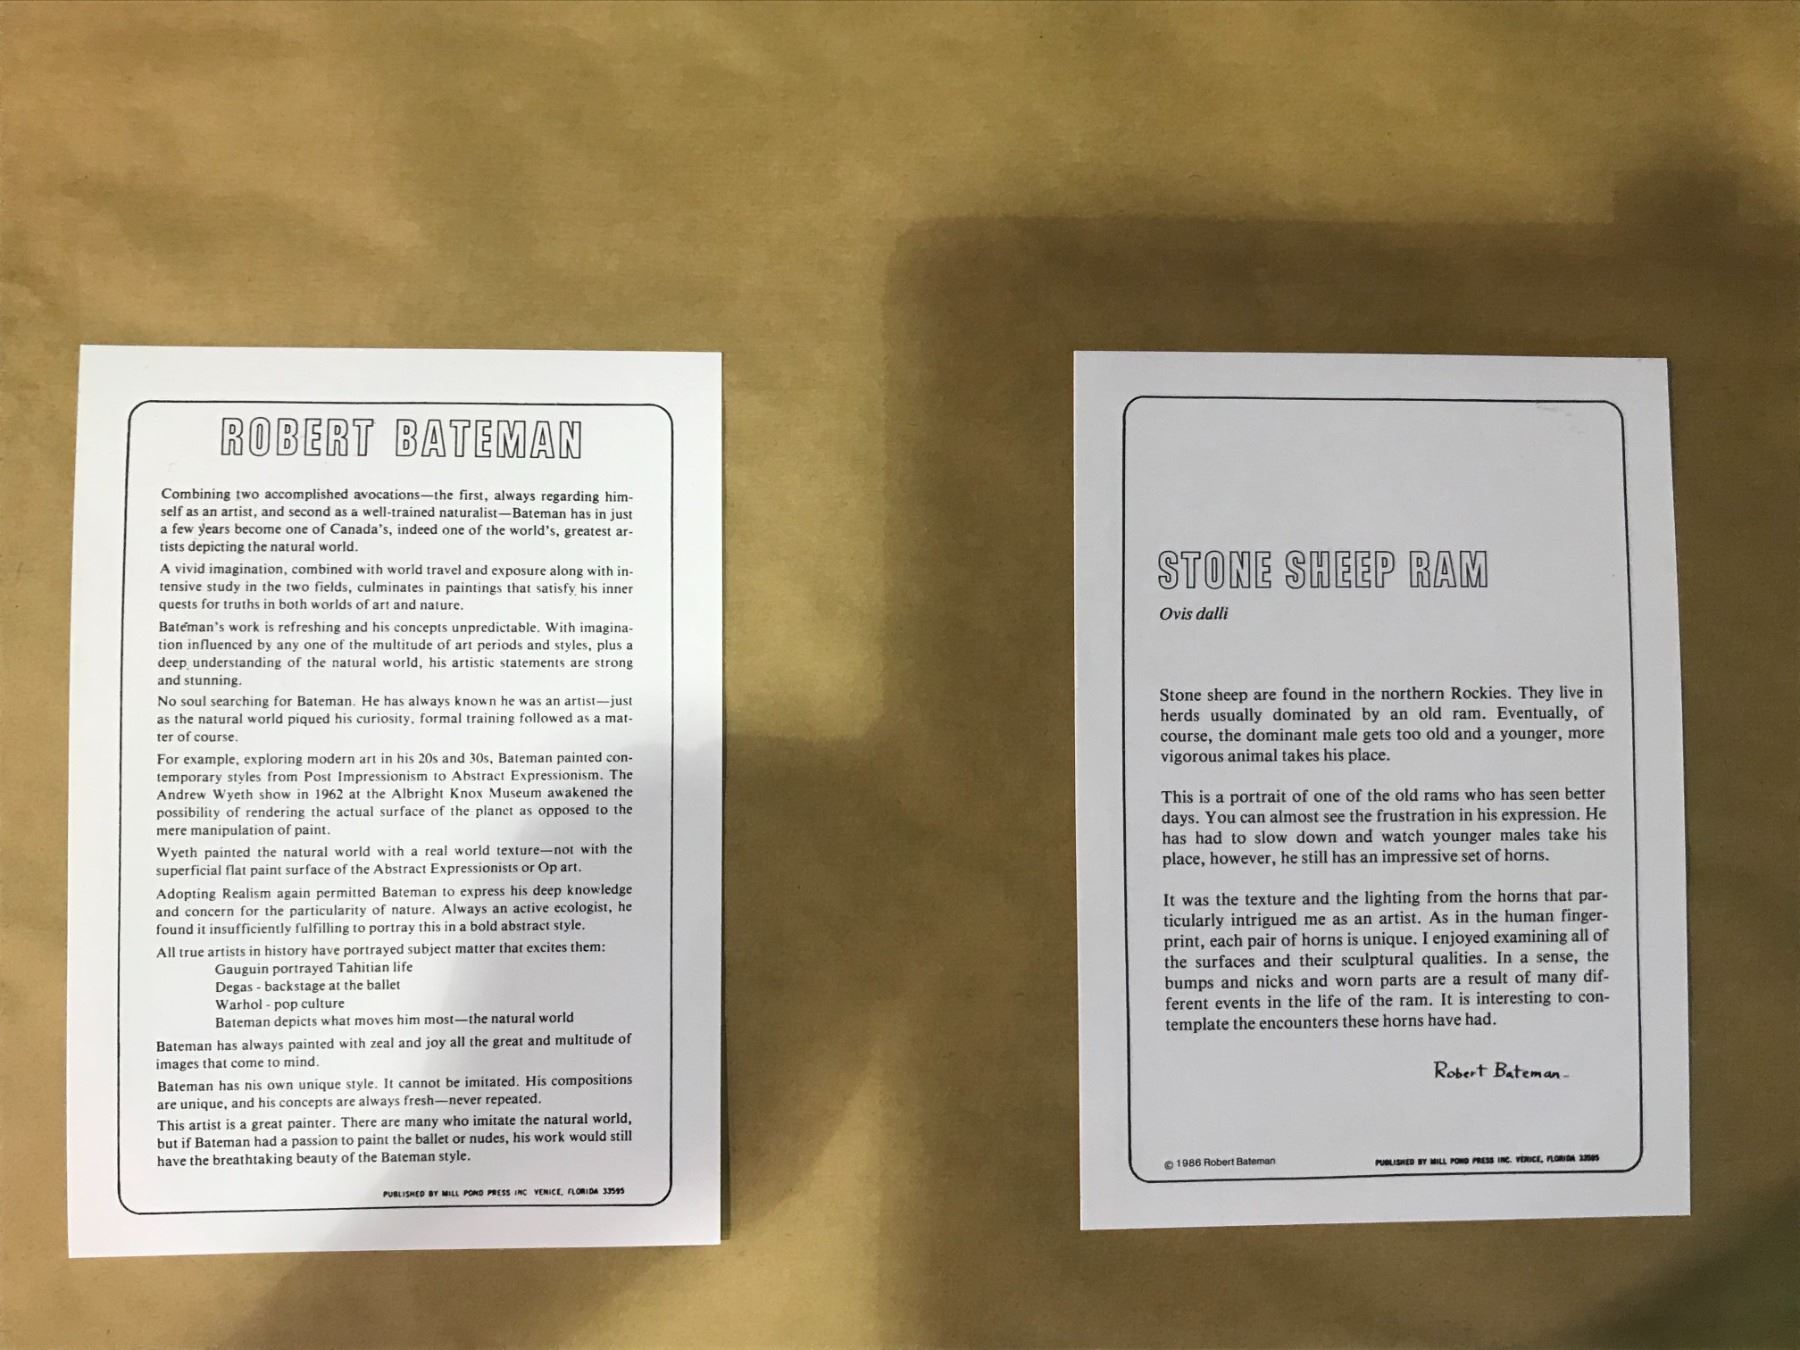 ROBERT BATEMAN
Combining two accomplished avocations—the first, always regarding him-
self as an artist, and second as a well-trained naturalist—Bateman has in just
a few years become one of Canada's, indeed one of the world's, greatest ar-
tists depicting the natural world.
A vivid imagination, combined with world travel and exposure along with in-
tensive study in the two fields, culminates in paintings that satisfy his inner
quests for truths in both worlds of art and nature.
Bateman's work is refreshing and his concepts unpredictable. With imagina-
tion influenced by any one of the multitude of art periods and styles, plus a
deep understanding of the natural world, his artistic statements are strong
and stunning.
No soul searching for Bateman. He has always known he was an artist—just
as the natural world piqued his curiosity, formal training followed as a mat-
ter of course.
For example, exploring modern art in his 20s and 30s, Bateman painted con-
temporary styles from Post Impressionism to Abstract Expressionism. The
Andrew Wyeth show in 1962 at the Albright Knox Museum awakened the
possibility of rendering the actual surface of the planet as opposed to the
mere manipulation of paint.
Wyeth painted the natural world with a real world texture—not with the
superficial flat paint surface of the Abstract Expressionists or Op art.
Adopting Realism again permitted Bateman to express his deep knowledge
and concern for the particularity of nature. Always an active ecologist, he
found it insufficiently fulfilling to portray this in a bold abstract style.
All true artists in history have portrayed subject matter that excites them:
Gauguin portrayed Tahitian life
Degas - backstage at the ballet
Warhol - pop culture
Bateman depicts what moves him most—the natural world
Bateman has always painted with zeal and joy all the great and multitude of
images that come to mind.
Bateman has his own unique style. It cannot be imitated. His compositions
are unique, and his concepts are always fresh—never repeated.
This artist is a great painter. There are many who imitate the natural world,
but if Bateman had a passion to paint the ballet or nudes, his work would still
have the breathtaking beauty of the Bateman style.
PUBLISHED BY MILL POND PRESS INC VENICE, FLORIDA 33595
STONE SHEEP RAM
Ovis dalli
Stone sheep are found in the northern Rockies. They live in
herds usually dominated by an old ram. Eventually, of
course, the dominant male gets too old and a younger, more
vigorous animal takes his place.
This is a portrait of one of the old rams who has seen better
days. You can almost see the frustration in his expression. He
has had to slow down and watch younger males take his
place, however, he still has an impressive set of horns.
It was the texture and the lighting from the horns that par-
ticularly intrigued me as an artist. As in the human finger-
print, each pair of horns is unique. I enjoyed examining all of
the surfaces and their sculptural qualities. In a sense, the
bumps and nicks and worn parts are a result of many dif-
ferent events in the life of the ram. It is interesting to con-
template the encounters these horns have had.
Robert Bateman
© 1986 Robert Bateman
PUBLISHED BY MILL POND PRESS INC. VENICE, FLORIDA 33595